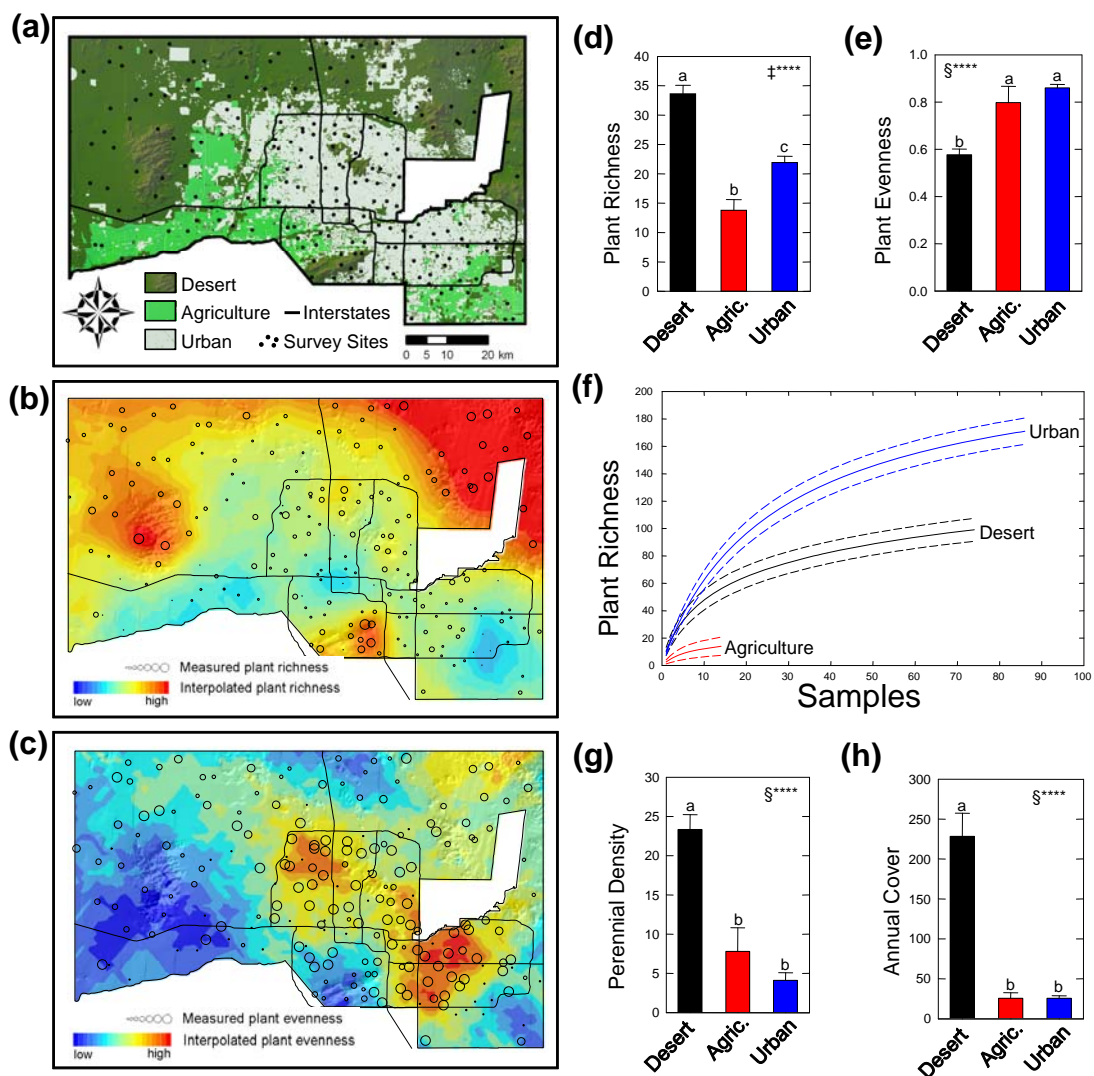 (a)
Desert
Agriculture
Interstates
Urban
Survey Sites
0 5 10 20 km
(b)
Measured plant richness
Interpolated plant richness
low high
(c)
Measured plant evenness
Interpolated plant evenness
low high
(d)
Plant Richness
40
35
30
25
20
15
10
5
0
‡****
a
b
c
Desert
Agric.
Urban
(e)
Plant Evenness
1.0
0.8
0.6
0.4
0.2
0.0
§****
b
a
a
Desert
Agric.
Urban
(f)
Plant Richness
200
180
160
140
120
100
80
60
40
20
0
Urban
Desert
Agriculture
0 10 20 30 40 50 60 70 80 90 100
Samples
(g)
Perennial Density
30
25
20
15
10
5
0
§****
a
b
b
Desert
Agric.
Urban
(h)
Annual Cover
300
250
200
150
100
50
0
§****
a
b
b
Desert
Agric.
Urban